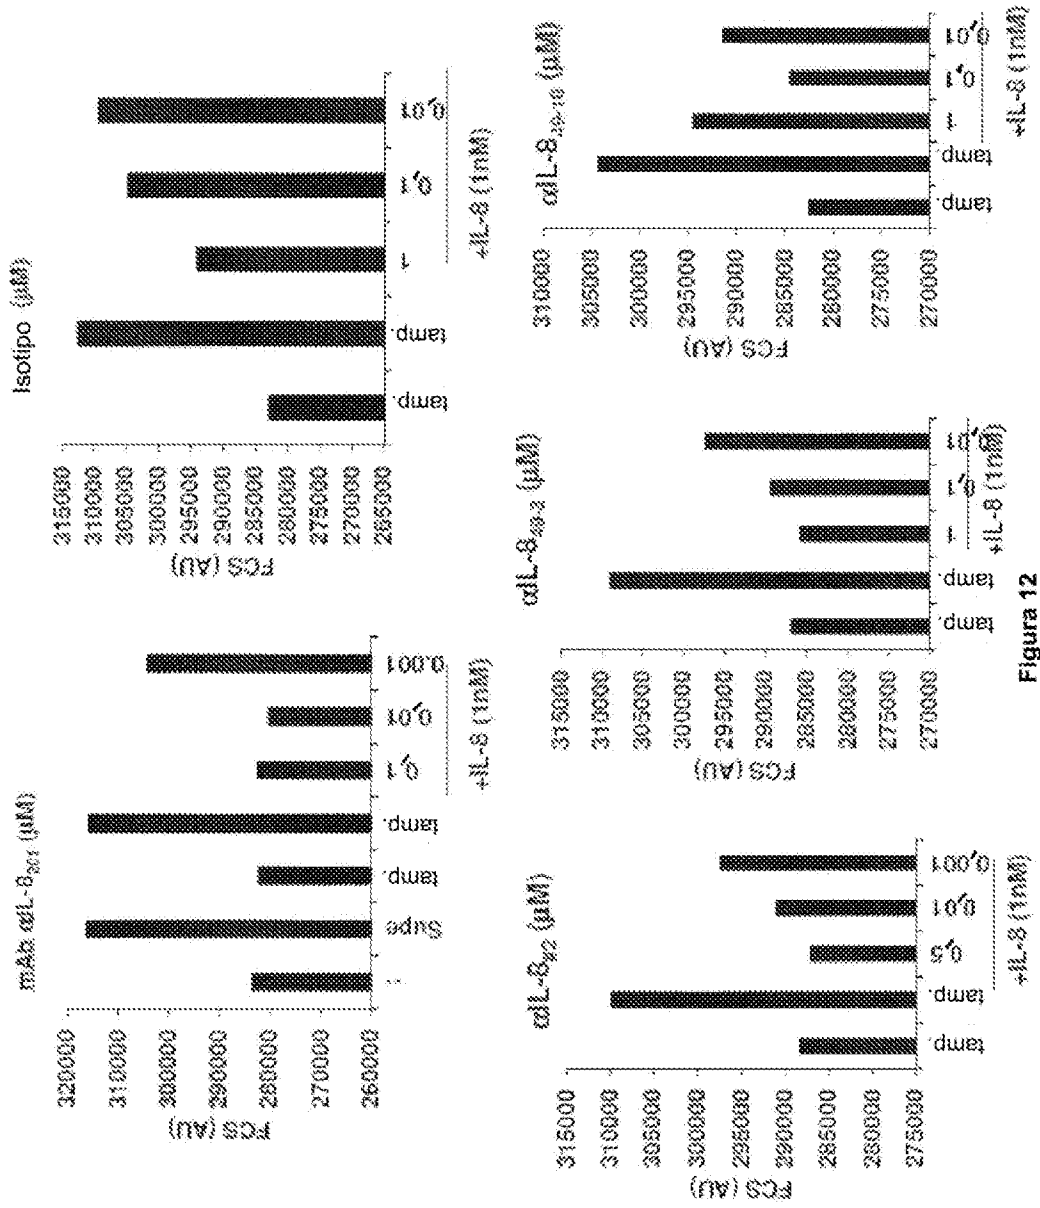 mAb αIL-8₂₀₁ (µM)
320000
310000
300000
290000
280000
270000
260000
FCS (AU)
-
Supe
tamp.
tamp.
0,1
0,01
0.001
+IL-8 (1nM)
Isotipo (µM)
315000
310000
305000
300000
295000
290000
285000
280000
275000
270000
265000
FCS (AU)
tamp.
tamp.
1
0,1
0,01
+IL-8 (1nM)
αIL-8 (µM)
315000
310000
305000
300000
295000
290000
285000
280000
275000
FCS (AU)
tamp.
tamp.
0,5
0,01
0,001
+IL-8 (1nM)
αIL-8 (µM)
315000
310000
305000
300000
295000
290000
285000
280000
275000
270000
FCS (AU)
tamp.
tamp.
1
0,1
0,01
+IL-8 (1nM)
αIL-8 (µM)
310000
305000
300000
295000
290000
285000
280000
275000
270000
FCS (AU)
tamp.
tamp.
1
0,1
0,01
+IL-8 (1nM)
Figura 12